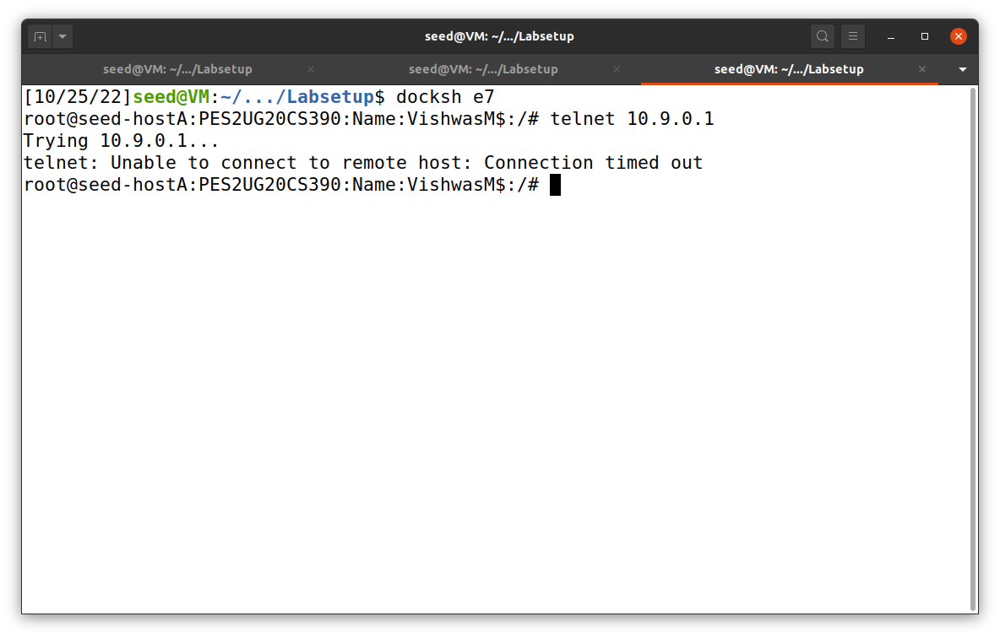 seed@VM: ~/.../Labsetup
seed@VM: ~/.../Labsetup
seed@VM: ~/.../Labsetup
seed@VM: ~/.../Labsetup
[10/25/22]seed@VM:~/.../Labsetup$ docksh e7
root@seed-hostA:PES2UG20CS390:Name:VishwasM$:/# telnet 10.9.0.1
Trying 10.9.0.1...
telnet: Unable to connect to remote host: Connection timed out
root@seed-hostA:PES2UG20CS390:Name:VishwasM$:/#